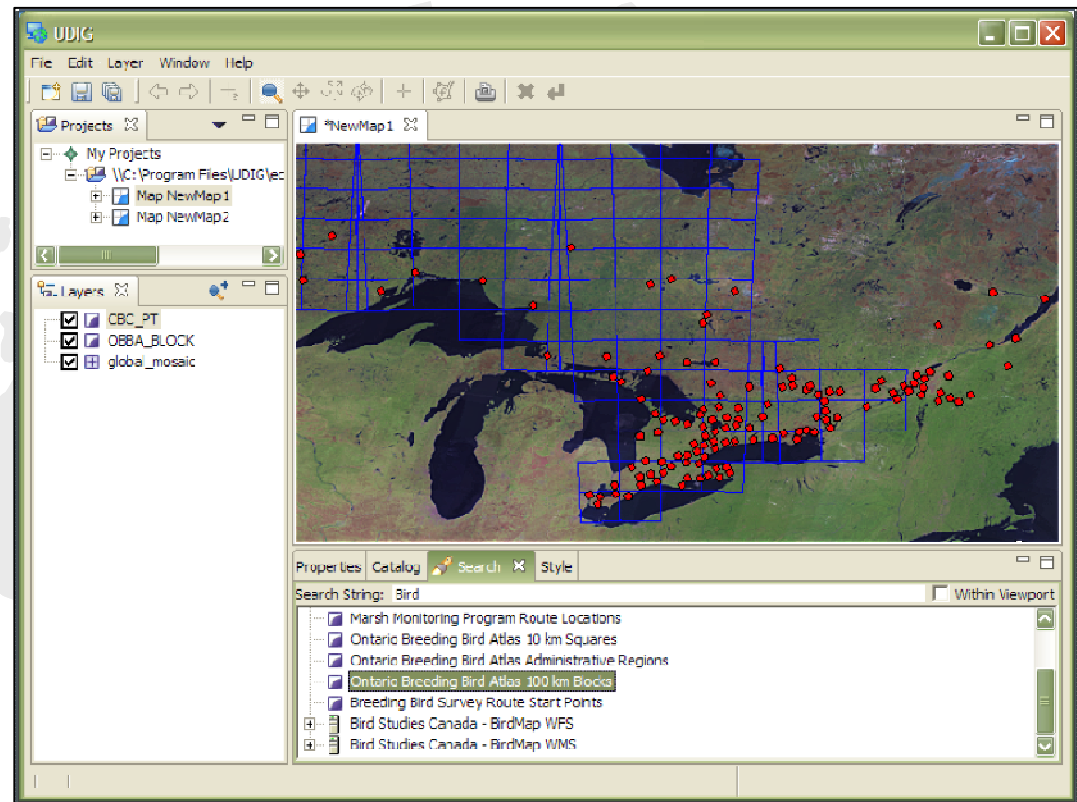 UDIG
File Edit Layer Window Help
Projects
*NewMap1
My Projects
\\C:\Program Files\UDIG\ec
Map NewMap1
Map NewMap2
Layers
CBC_PT
OBBA_BLOCK
global_mosaic
Properties Catalog Search Style
Search String: Bird
Within Viewport
Marsh Monitoring Program Route Locations
Ontario Breeding Bird Atlas 10 km Squares
Ontario Breeding Bird Atlas Administrative Regions
Ontario Breeding Bird Atlas 100 km Blocks
Breeding Bird Survey Route Start Points
Bird Studies Canada - BirdMap WFS
Bird Studies Canada - BirdMap WMS